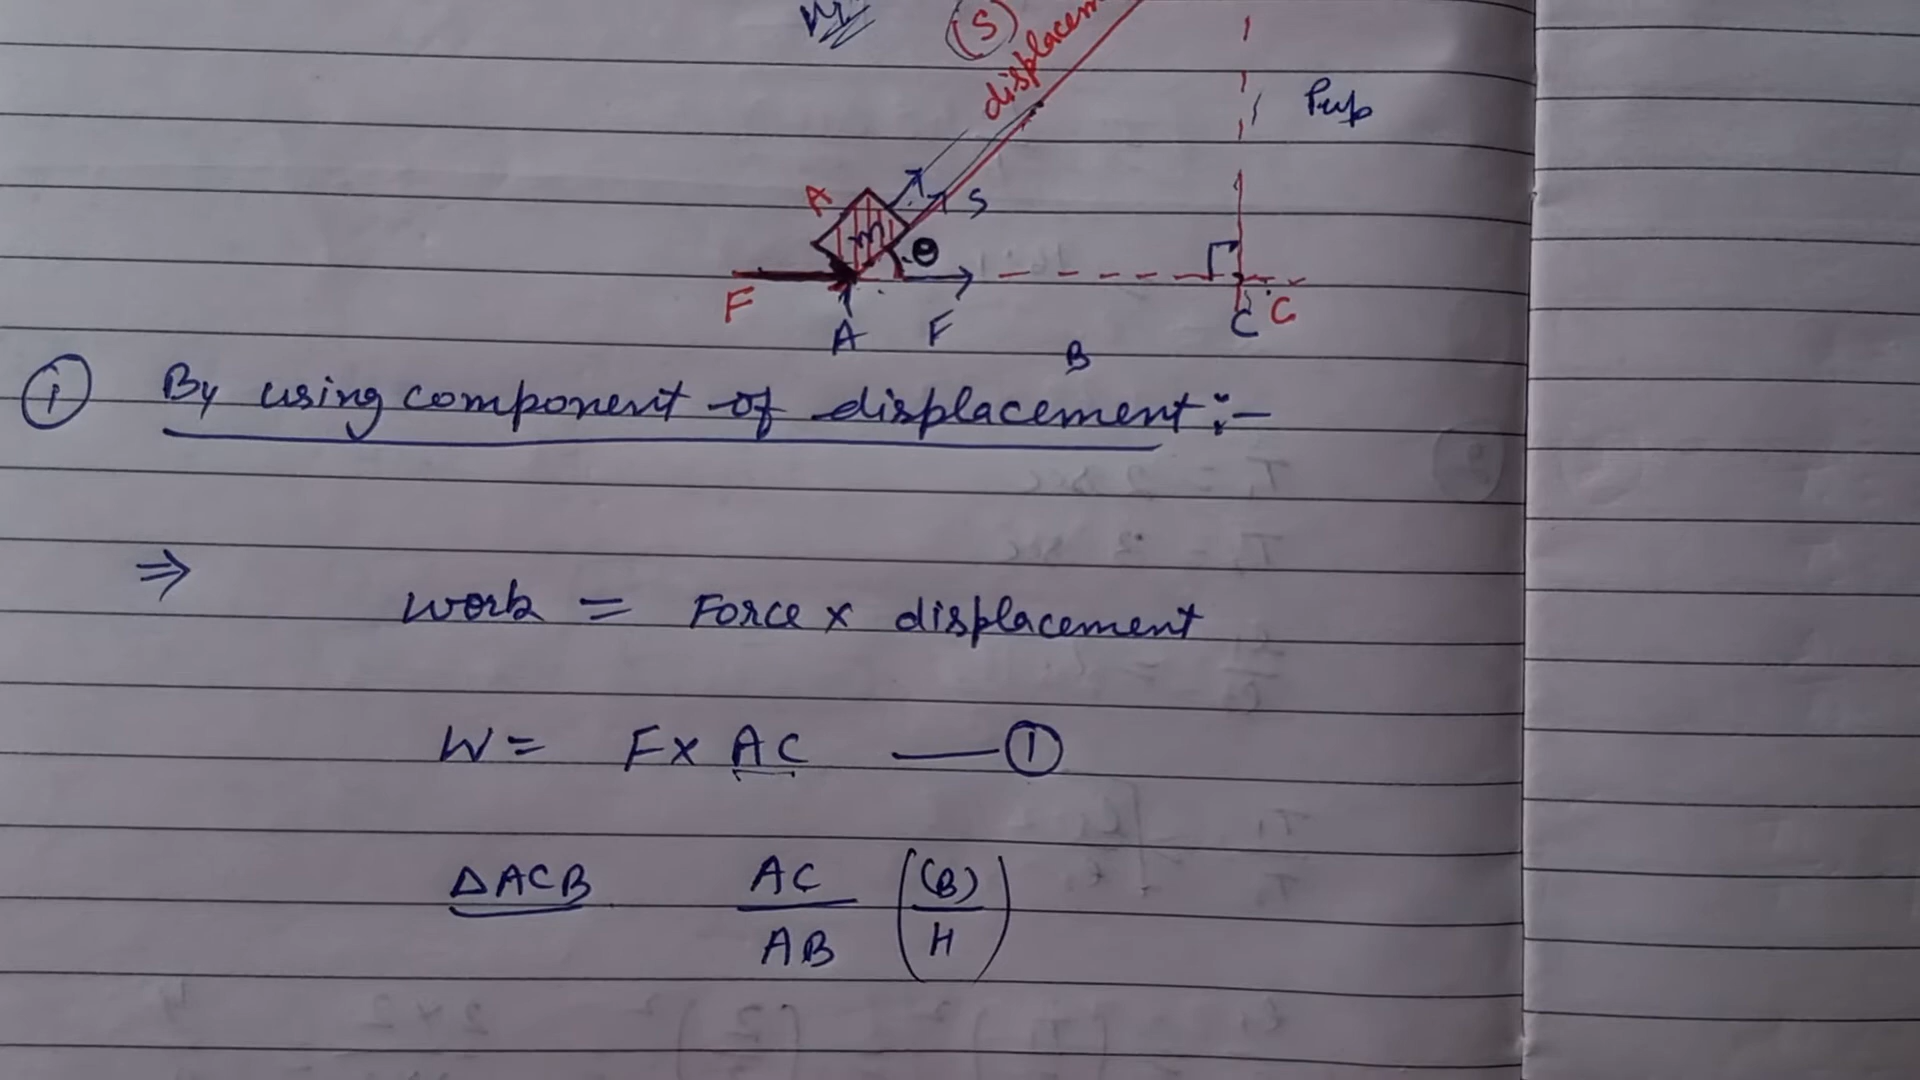 (S)
displacem
Perp
A
m
S
θ
F
A
F
C
C
B
(i) By using component of displacement :-
⇒
Work = Force x displacement
W = F x AC —— (1)
ΔACB AC/AB ((B)/H)